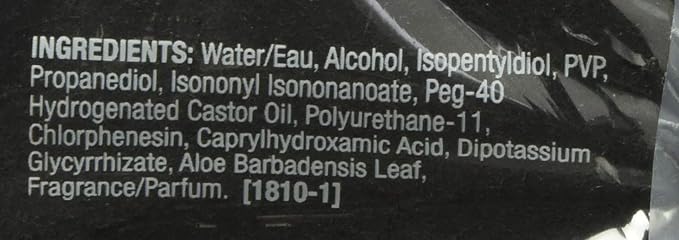 INGREDIENTS: Water/Eau, Alcohol, Isopentyldiol, PVP,
Propanediol, Isononyl Isononanoate, Peg-40
Hydrogenated Castor Oil, Polyurethane-11,
Chlorphenesin, Caprylhydroxamic Acid, Dipotassium
Glycyrrhizate, Aloe Barbadensis Leaf,
Fragrance/Parfum. [1810-1]